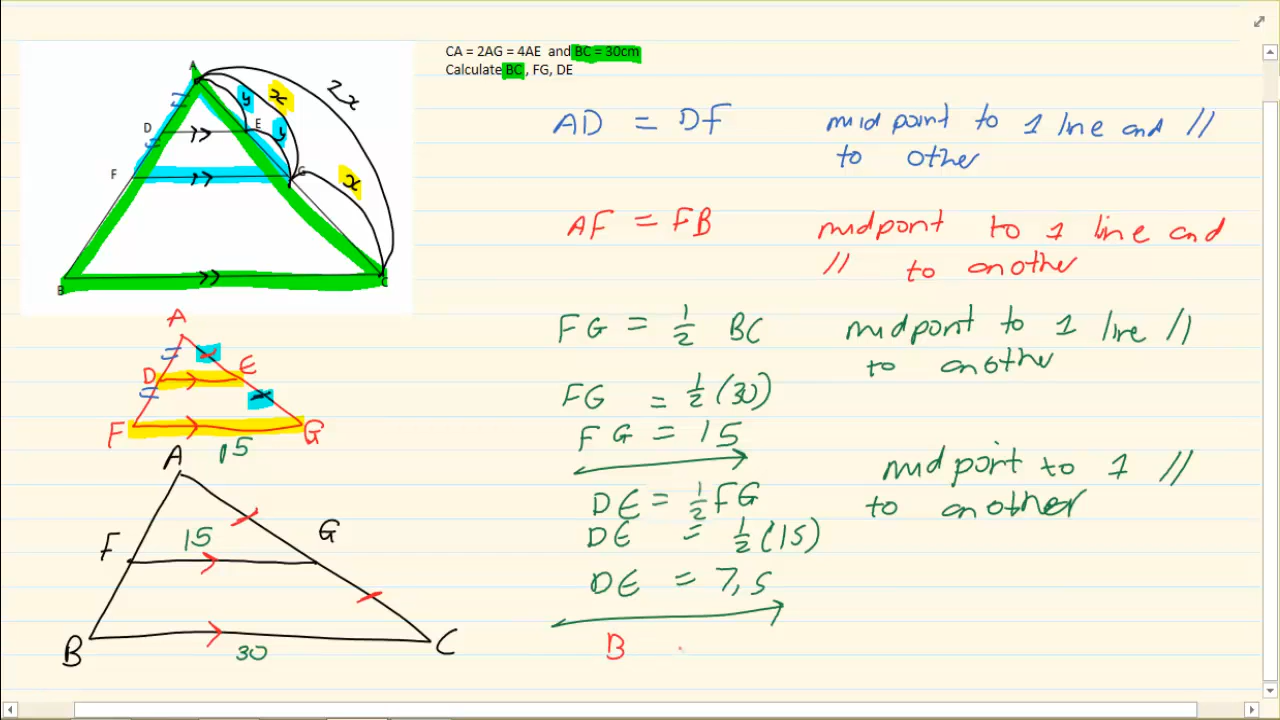 CA = 2AG = 4AE and BC = 30cm
Calculate BC , FG, DE
A
2x
y
x
D
E
y
F
G
x
B
C
AD = DF midpoint to 1 line and //
to other
AF = FB midpoint to 1 line and
// to another
FG = 1/2 BC midpoint to 1 line //
to another
FG = 1/2 (30)
FG = 15
DE = 1/2 FG midpoint to 1 //
to another
DE = 1/2 (15)
DE = 7,5
B
A
D
E
F
G
15
A
F
15
G
B
30
C